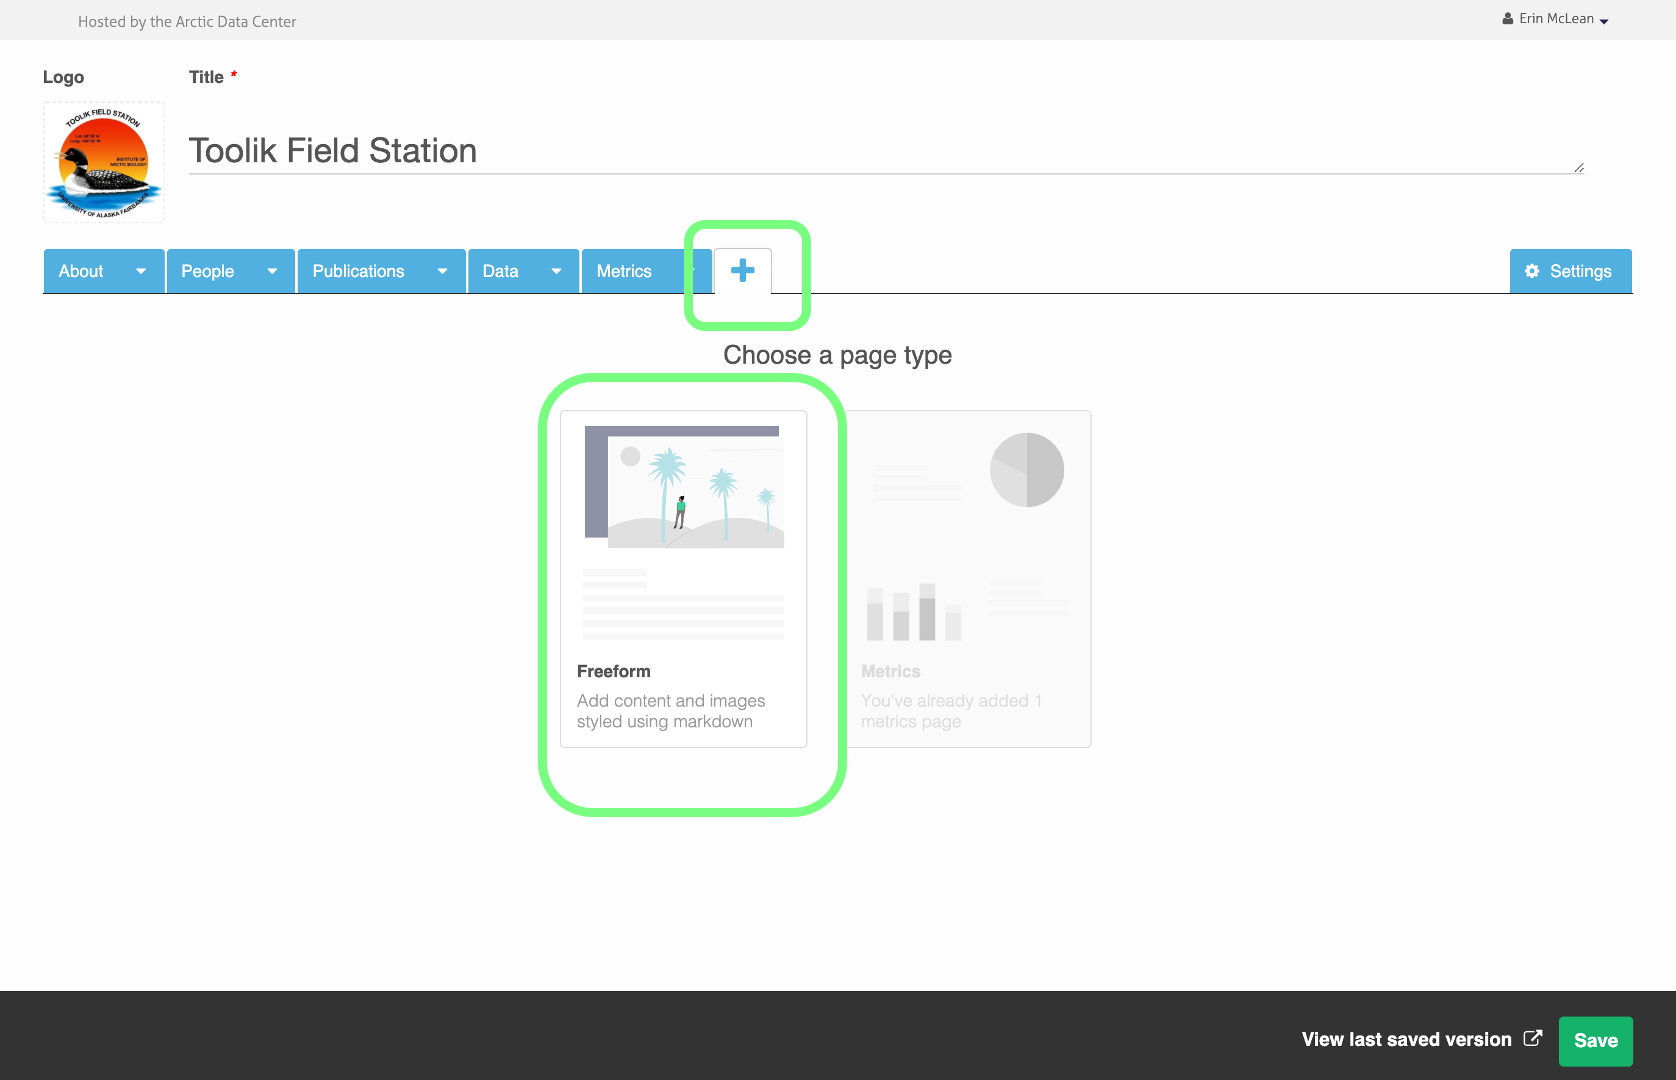 Hosted by the Arctic Data Center
Erin McLean
Logo
Title *
TOOLIK FIELD STATION
INSTITUTE OF
ARCTIC BIOLOGY
UNIVERSITY OF ALASKA FAIRBANKS
Toolik Field Station
About
People
Publications
Data
Metrics
Settings
Choose a page type
Freeform
Add content and images
styled using markdown
Metrics
You've already added 1
metrics page
View last saved version
Save